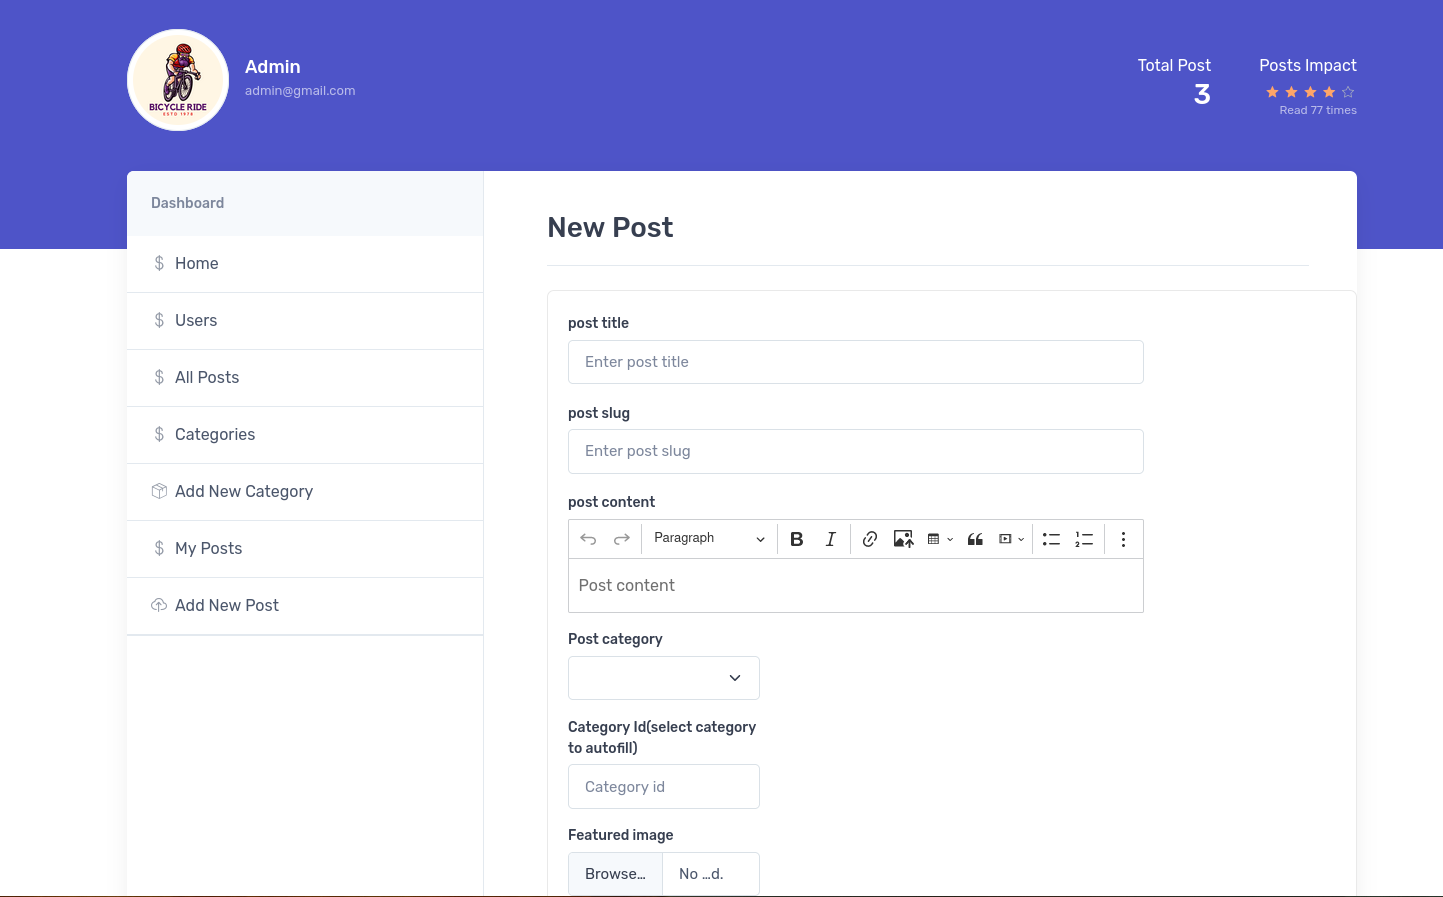 BICYCLE RIDE
ESTD 1974
Admin
admin@gmail.com
Total Post
3
Posts Impact
Read 77 times
Dashboard
Home
Users
All Posts
Categories
Add New Category
My Posts
Add New Post
New Post
post title
Enter post title
post slug
Enter post slug
post content
Paragraph
Post content
Post category
Category Id(select category
to autofill)
Category id
Featured image
Browse... No ...d.